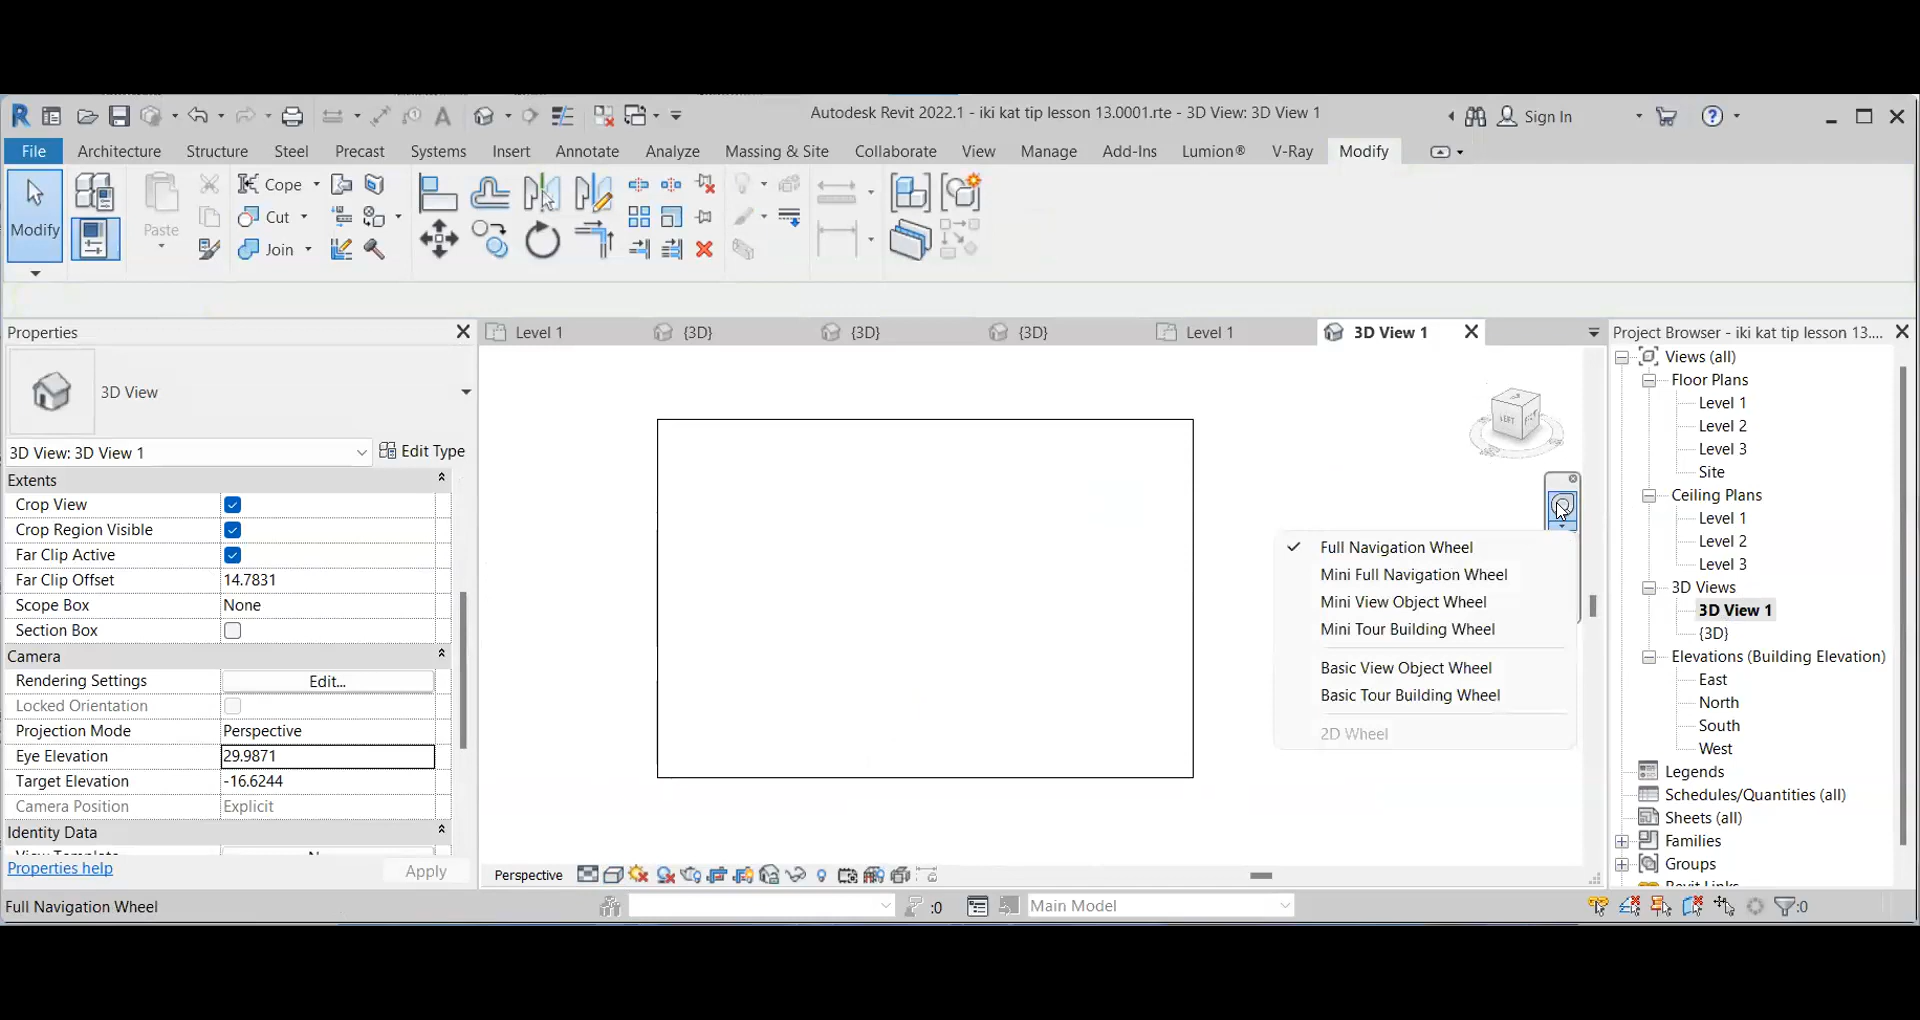 Autodesk Revit 2022.1 - iki kat tip lesson 13.0001.rte - 3D View: 3D View 1
Sign In
File Architecture Structure Steel Precast Systems Insert Annotate Analyze Massing & Site Collaborate View Manage Add-Ins Lumion® V-Ray Modify
Modify
Paste
Cope
Cut
Join
Properties
Level 1 {3D} {3D} {3D} Level 1 3D View 1
Project Browser - iki kat tip lesson 13....
3D View
3D View: 3D View 1
Edit Type
Extents
Crop View
Crop Region Visible
Far Clip Active
Far Clip Offset 14.7831
Scope Box None
Section Box
Camera
Rendering Settings Edit...
Locked Orientation
Projection Mode Perspective
Eye Elevation 29.9871
Target Elevation -16.6244
Camera Position Explicit
Identity Data
Properties help
Apply
LEFT
Full Navigation Wheel
Mini Full Navigation Wheel
Mini View Object Wheel
Mini Tour Building Wheel
Basic View Object Wheel
Basic Tour Building Wheel
2D Wheel
Views (all)
Floor Plans
Level 1
Level 2
Level 3
Site
Ceiling Plans
Level 1
Level 2
Level 3
3D Views
3D View 1
{3D}
Elevations (Building Elevation)
East
North
South
West
Legends
Schedules/Quantities (all)
Sheets (all)
Families
Groups
Revit Links
Perspective
Full Navigation Wheel
:0
Main Model
:0